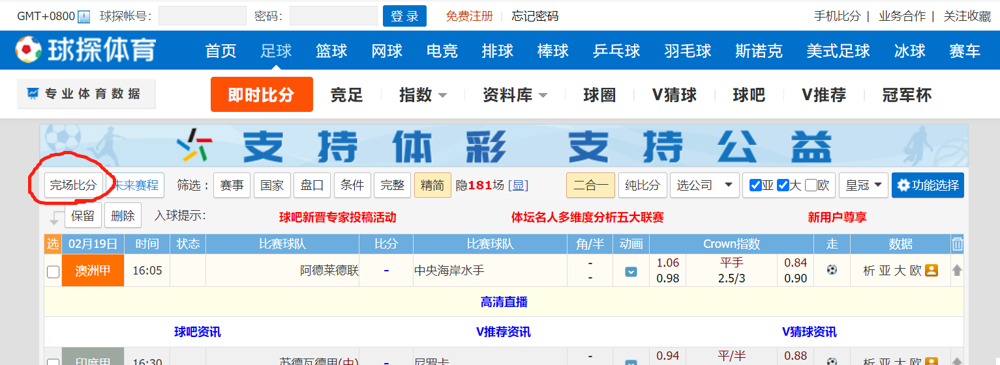 GMT+0800 球探帐号: 密码: 登 录 免费注册 | 忘记密码 手机比分 | 业务合作 | 关注收藏
球探体育 首页 足球 篮球 网球 电竞 排球 棒球 乒乓球 羽毛球 斯诺克 美式足球 冰球 赛车
专业体育数据 即时比分 竞足 指数 资料库 球圈 V猜球 球吧 V推荐 冠军杯
支持体彩 支持公益
完场比分 未来赛程 筛选: 赛事 国家 盘口 条件 完整 精简 隐181场 [显] 二合一 纯比分 选公司 亚 大 欧 皇冠 功能选择
保留 删除 入球提示: 球吧新晋专家投稿活动 体坛名人多维度分析五大联赛 新用户尊享
选 02月19日 时间 状态 比赛球队 比分 比赛球队 角/半 动画 Crown指数 走 数据
澳洲甲 16:05 阿德莱德联 - 中央海岸水手 - 1.06 平手 0.84 析 亚 大 欧
- 0.98 2.5/3 0.90
高清直播
球吧资讯 V推荐资讯 V猜球资讯
印度甲 16:30 苏德瓦德甲(中) - 尼罗卡 - 0.94 平/半 0.88 析 亚 大 欧